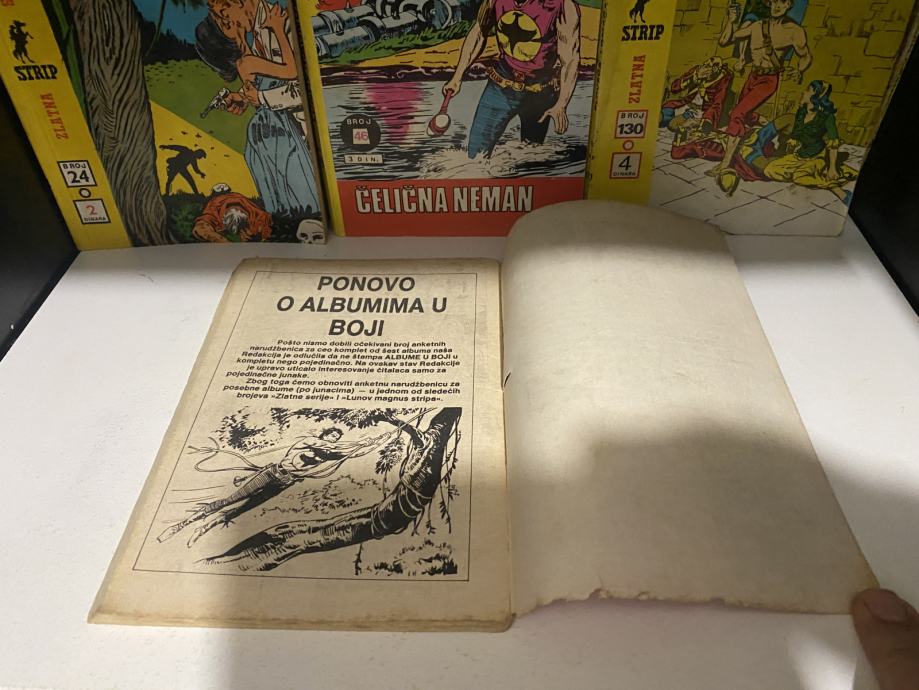 STRIP
ZLATNA
BROJ
24
2
DINARA
BROJ
46
3 DIN.
ČELIČNA NEMAN
STRIP
ZLATNA
BROJ
130
4
DINARA
PONOVO
O ALBUMIMA U
BOJI
Pošto nismo dobili očekivani broj anketnih
narudžbenica za ceo komplet od šest albuma naša
Redakcija je odlučila da ne štampa ALBUME U BOJI u
kompletu nego pojedinačno. Na ovakav stav Redakcije
je upravo uticalo interesovanje čitalaca samo za
pojedinačne junake.
Zbog toga ćemo obnoviti anketnu narudžbenicu za
posebne albume (po junacima) — u jednom od sledećih
brojeva »Zlatne serije« i »Lunov magnus stripa«.